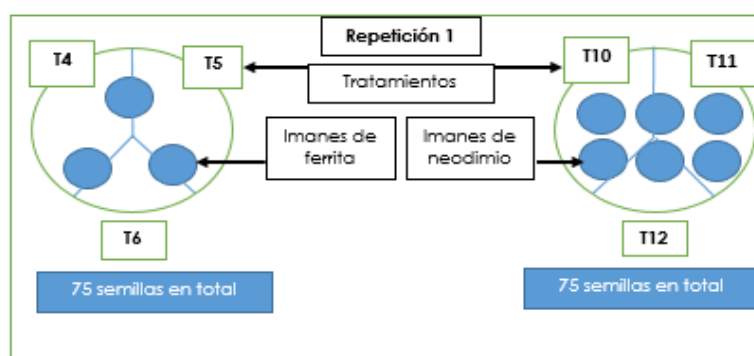 Repetición 1
T4
T5
T10
T11
Tratamientos
Imanes de
ferrita
Imanes de
neodimio
T6
T12
75 semillas en total
75 semillas en total